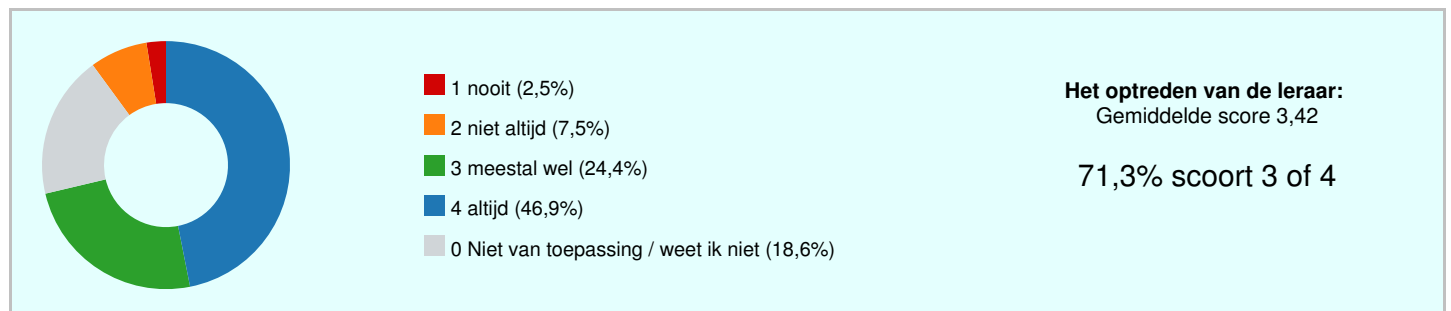 1 nooit (2,5%)
2 niet altijd (7,5%)
3 meestal wel (24,4%)
4 altijd (46,9%)
0 Niet van toepassing / weet ik niet (18,6%)
Het optreden van de leraar:
Gemiddelde score 3,42
71,3% scoort 3 of 4